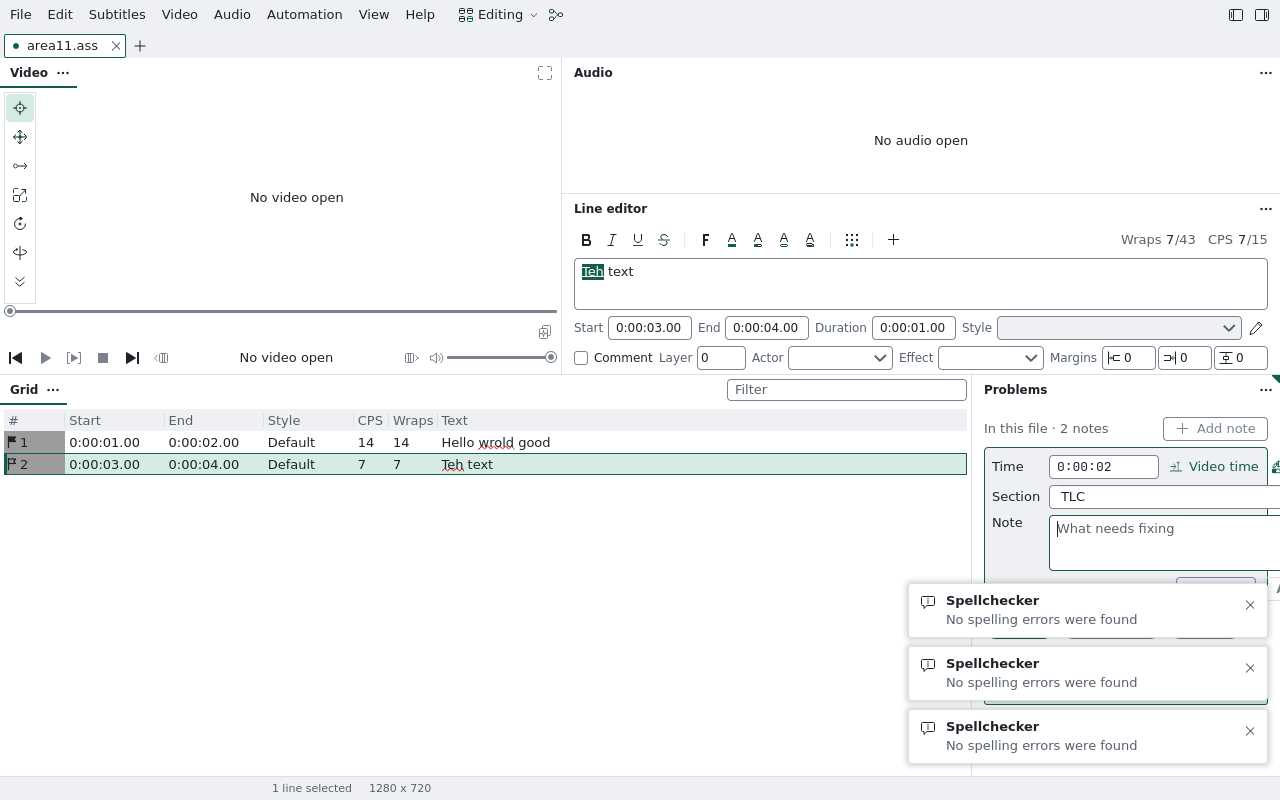 File Edit Subtitles Video Audio Automation View Help Editing
area11.ass
Video
No video open
No video open
Audio
No audio open
Line editor
B I U S F A A A A Wraps 7/43 CPS 7/15
Teh text
Start 0:00:03.00 End 0:00:04.00 Duration 0:00:01.00 Style
Comment Layer 0 Actor Effect Margins 0 0 0
Grid
Filter
# Start End Style CPS Wraps Text
1 0:00:01.00 0:00:02.00 Default 14 14 Hello wrold good
2 0:00:03.00 0:00:04.00 Default 7 7 Teh text
Problems
In this file · 2 notes Add note
Time 0:00:02 Video time
Section TLC
Note What needs fixing
Spellchecker
No spelling errors were found
Spellchecker
No spelling errors were found
Spellchecker
No spelling errors were found
1 line selected 1280 x 720